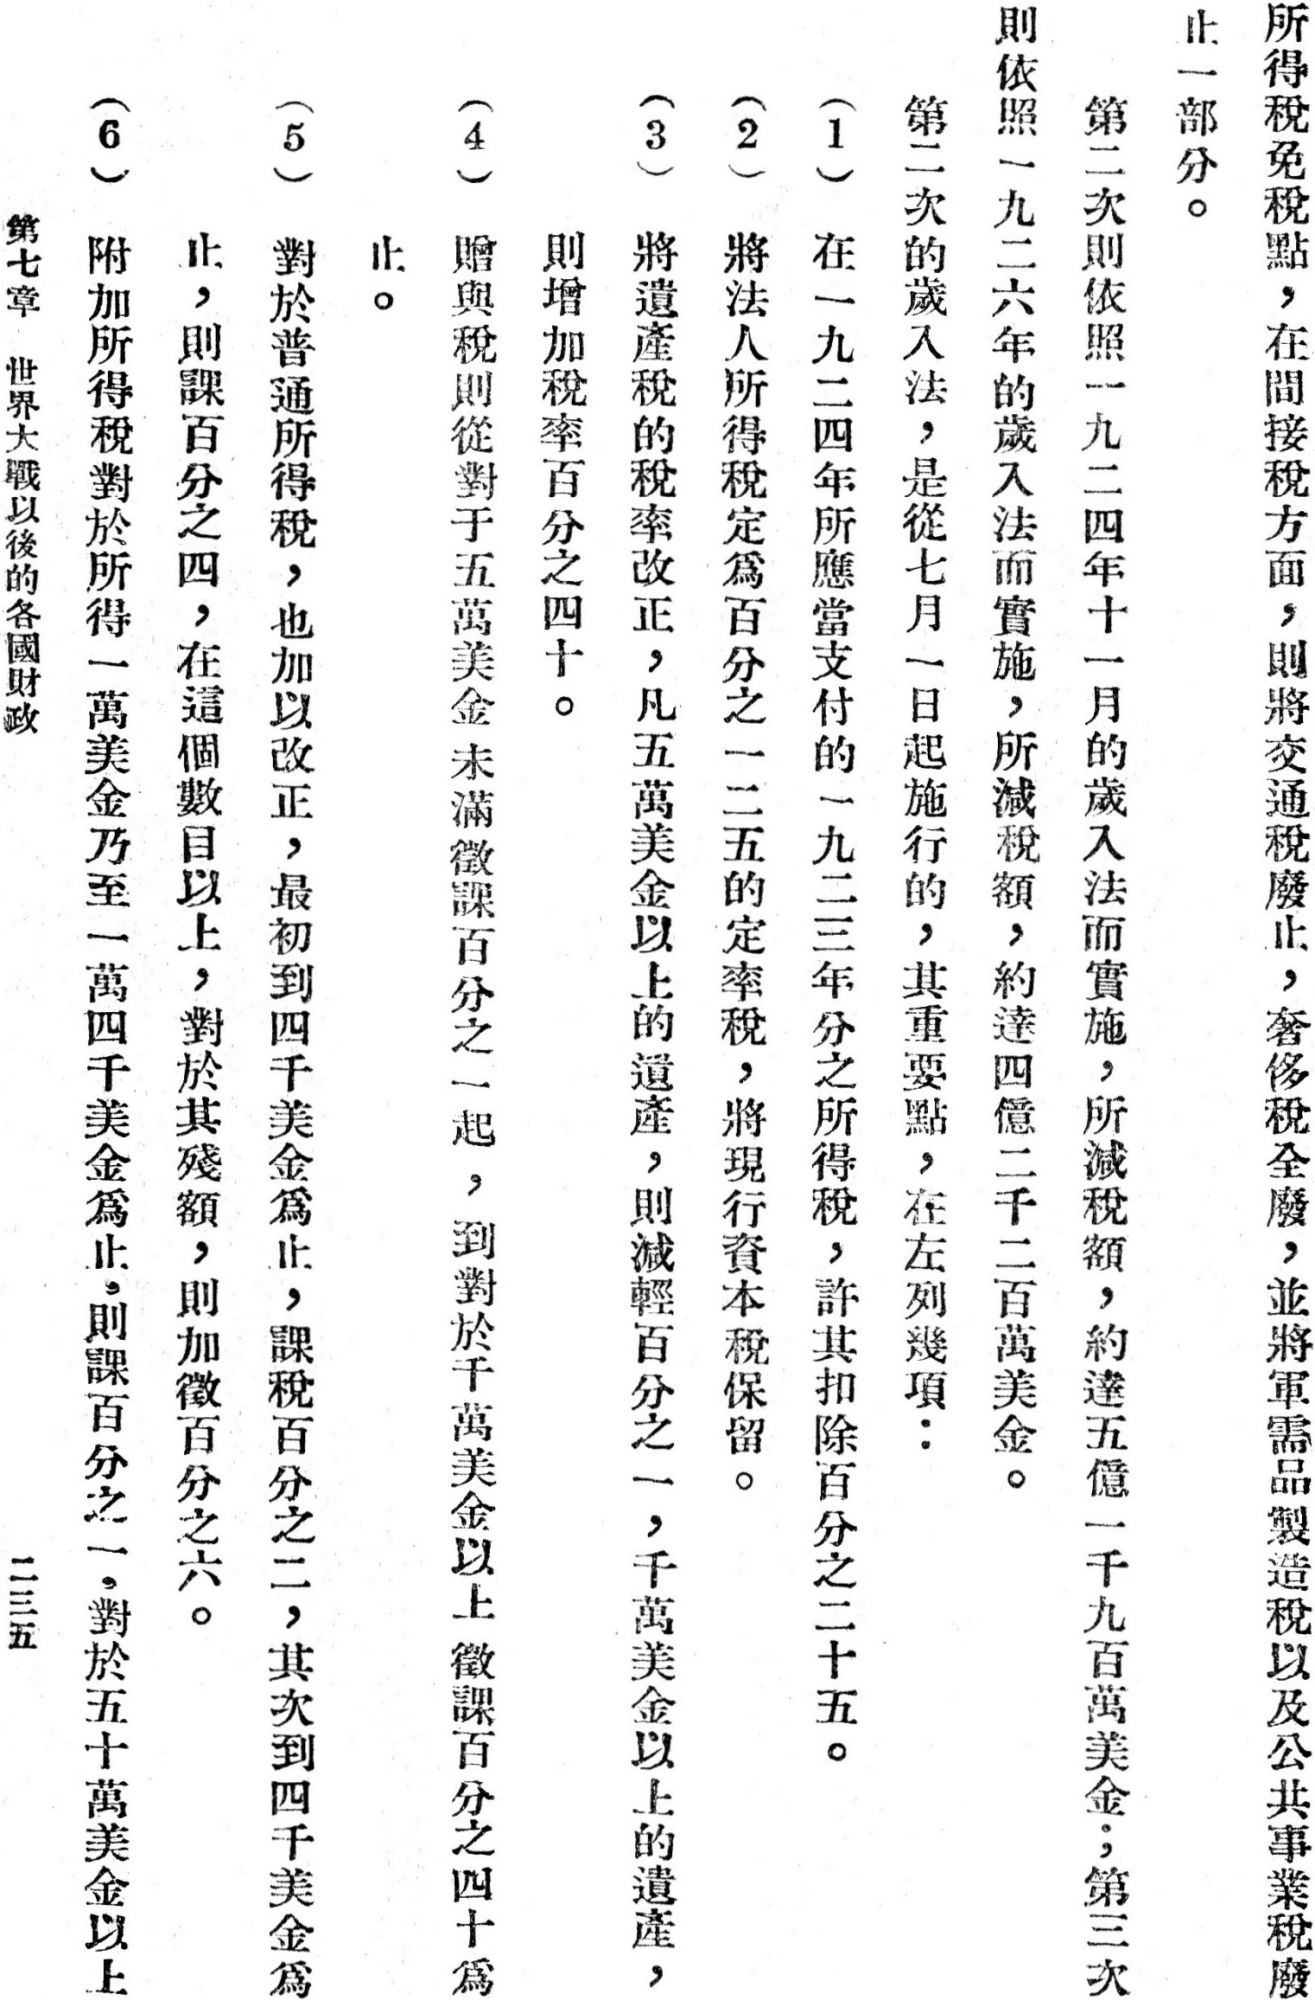 所得稅免稅點，在間接稅方面，則將交通稅廢止，奢侈稅全廢，並將軍需品製造稅以及公共事業稅廢
止一部分。
第二次則依照一九二四年十一月的歲入法而實施，所減稅額，約達五億一千九百萬美金；第三次
則依照一九二六年的歲入法而實施，所減稅額，約達四億二千二百萬美金。
第二次的歲入法，是從七月一日起施行的，其重要點，在左列幾項：
（1）在一九二四年所應當支付的一九二三年分之所得稅，許其扣除百分之二十五。
（2）將法人所得稅定爲百分之一二五的定率稅，將現行資本稅保留。
（3）將遺產稅的稅率改正，凡五萬美金以上的遺產，則減輕百分之一，千萬美金以上的遺產，
則增加稅率百分之四十。
（4）贈與稅則從對于五萬美金未滿徵課百分之一起，到對於千萬美金以上徵課百分之四十爲
止。
（5）對於普通所得稅，也加以改正，最初到四千美金爲止，課稅百分之二，其次到四千美金爲
止，則課百分之四，在這個數目以上，對於其殘額，則加徵百分之六。
（6）附加所得稅對於所得一萬美金乃至一萬四千美金爲止，則課百分之一，對於五十萬美金以上
第七章　世界大戰以後的各國財政　二三五